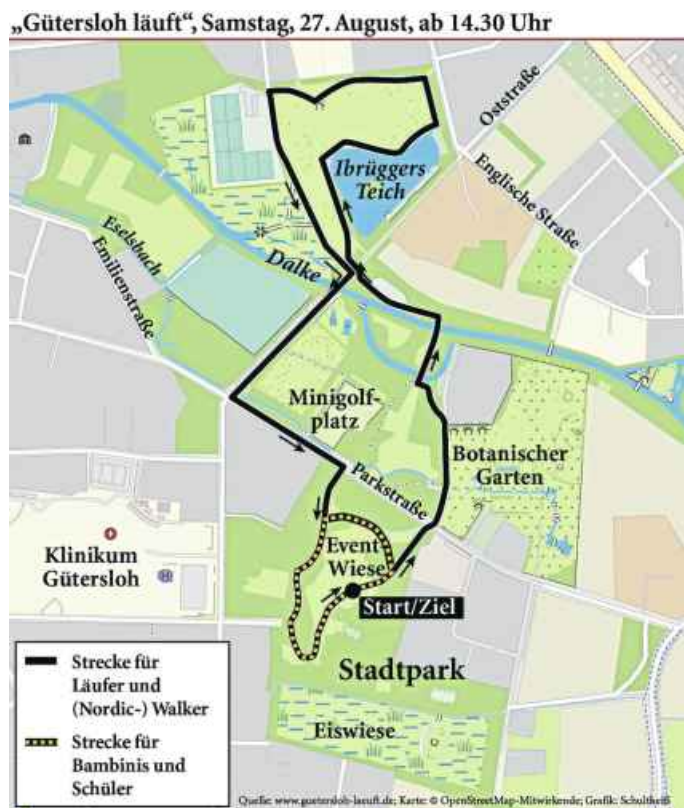 „Gütersloh läuft“, Samstag, 27. August, ab 14.30 Uhr
Oststraße
Ibrüggers
Teich
Englische Straße
Eselsbach
Emilienstraße
Dalke
Minigolf-
platz
Botanischer
Garten
Parkstraße
Klinikum
Gütersloh
Event
Wiese
Start/Ziel
Stadtpark
Eiswiese
Strecke für
Läufer und
(Nordic-) Walker
Strecke für
Bambinis und
Schüler
Quelle: www.guetersloh-laeuft.de; Karte: © OpenStreetMap-Mitwirkende; Grafik: Schultheiß